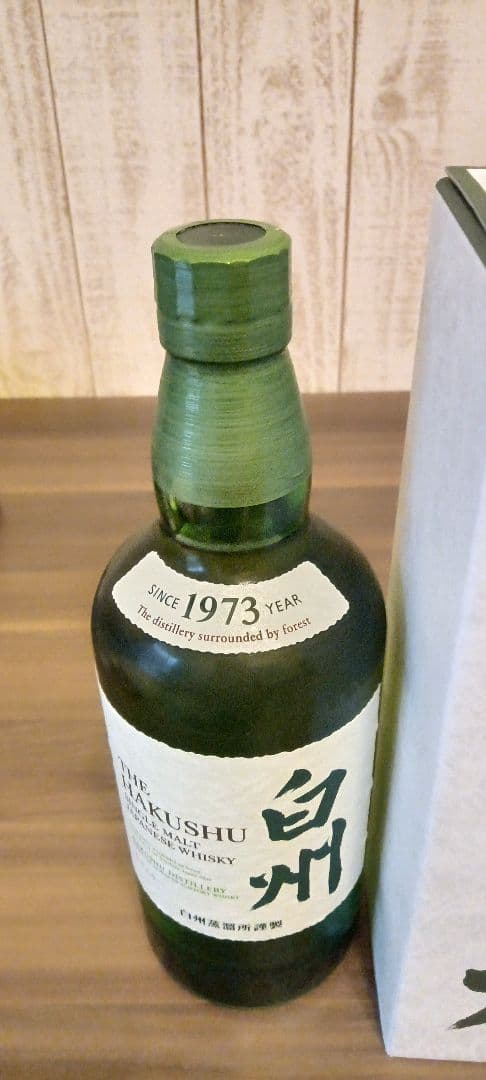 SINCE 1973 YEAR
The distillery surrounded by forest
THE
HAKUSHU
SINGLE MALT
JAPANESE WHISKY
白州
DISTILLERY
白州蒸溜所謹製